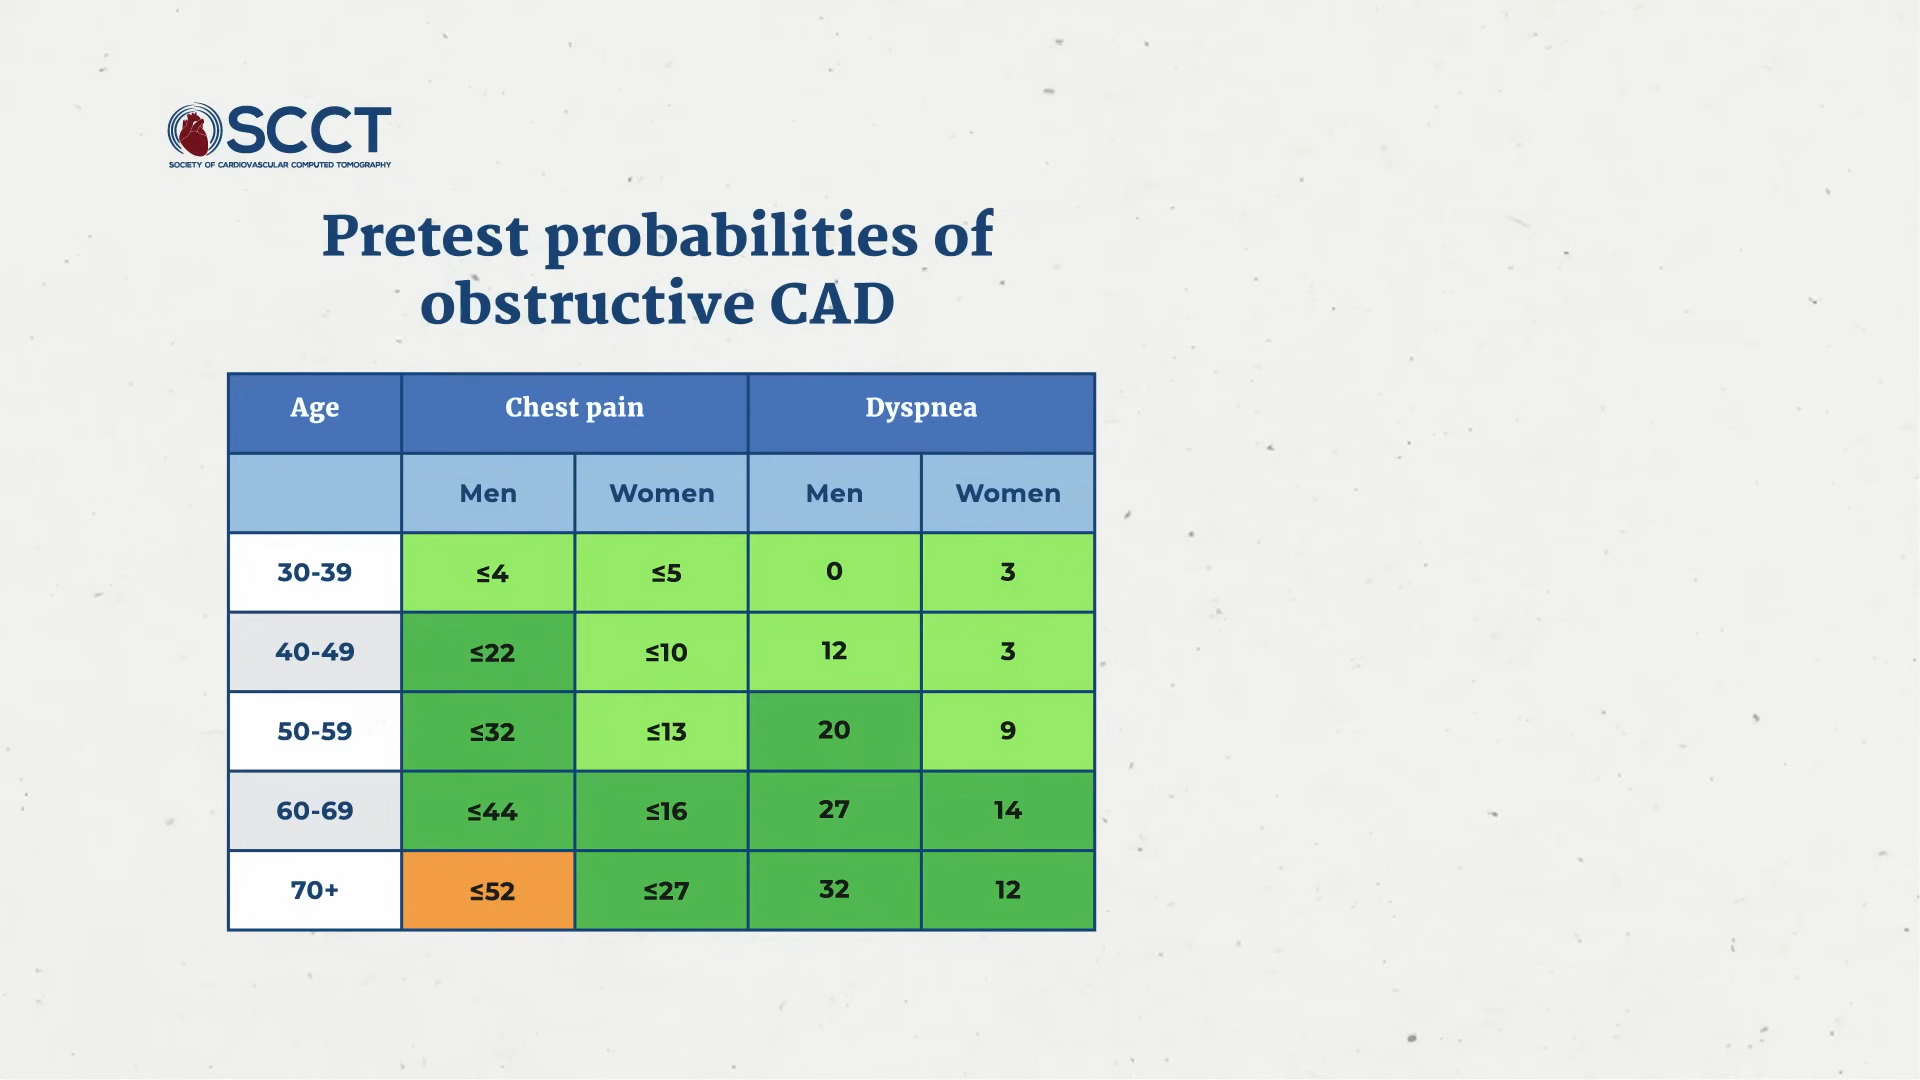 SCCT
SOCIETY OF CARDIOVASCULAR COMPUTED TOMOGRAPHY
Pretest probabilities of
obstructive CAD
Age Chest pain Dyspnea
Men Women Men Women
30-39 ≤4 ≤5 0 3
40-49 ≤22 ≤10 12 3
50-59 ≤32 ≤13 20 9
60-69 ≤44 ≤16 27 14
70+ ≤52 ≤27 32 12